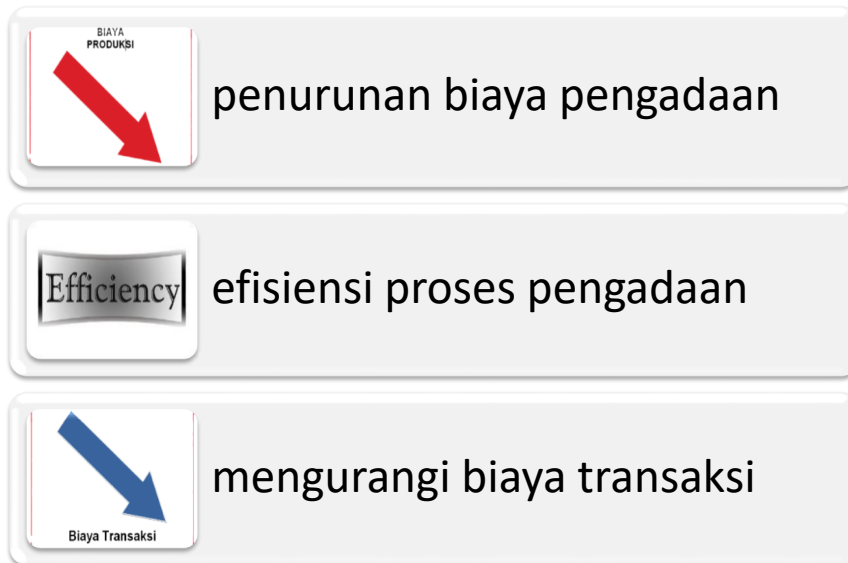 BIAYA
PRODUKSI
penurunan biaya pengadaan
Efficiency
efisiensi proses pengadaan
mengurangi biaya transaksi
Biaya Transaksi